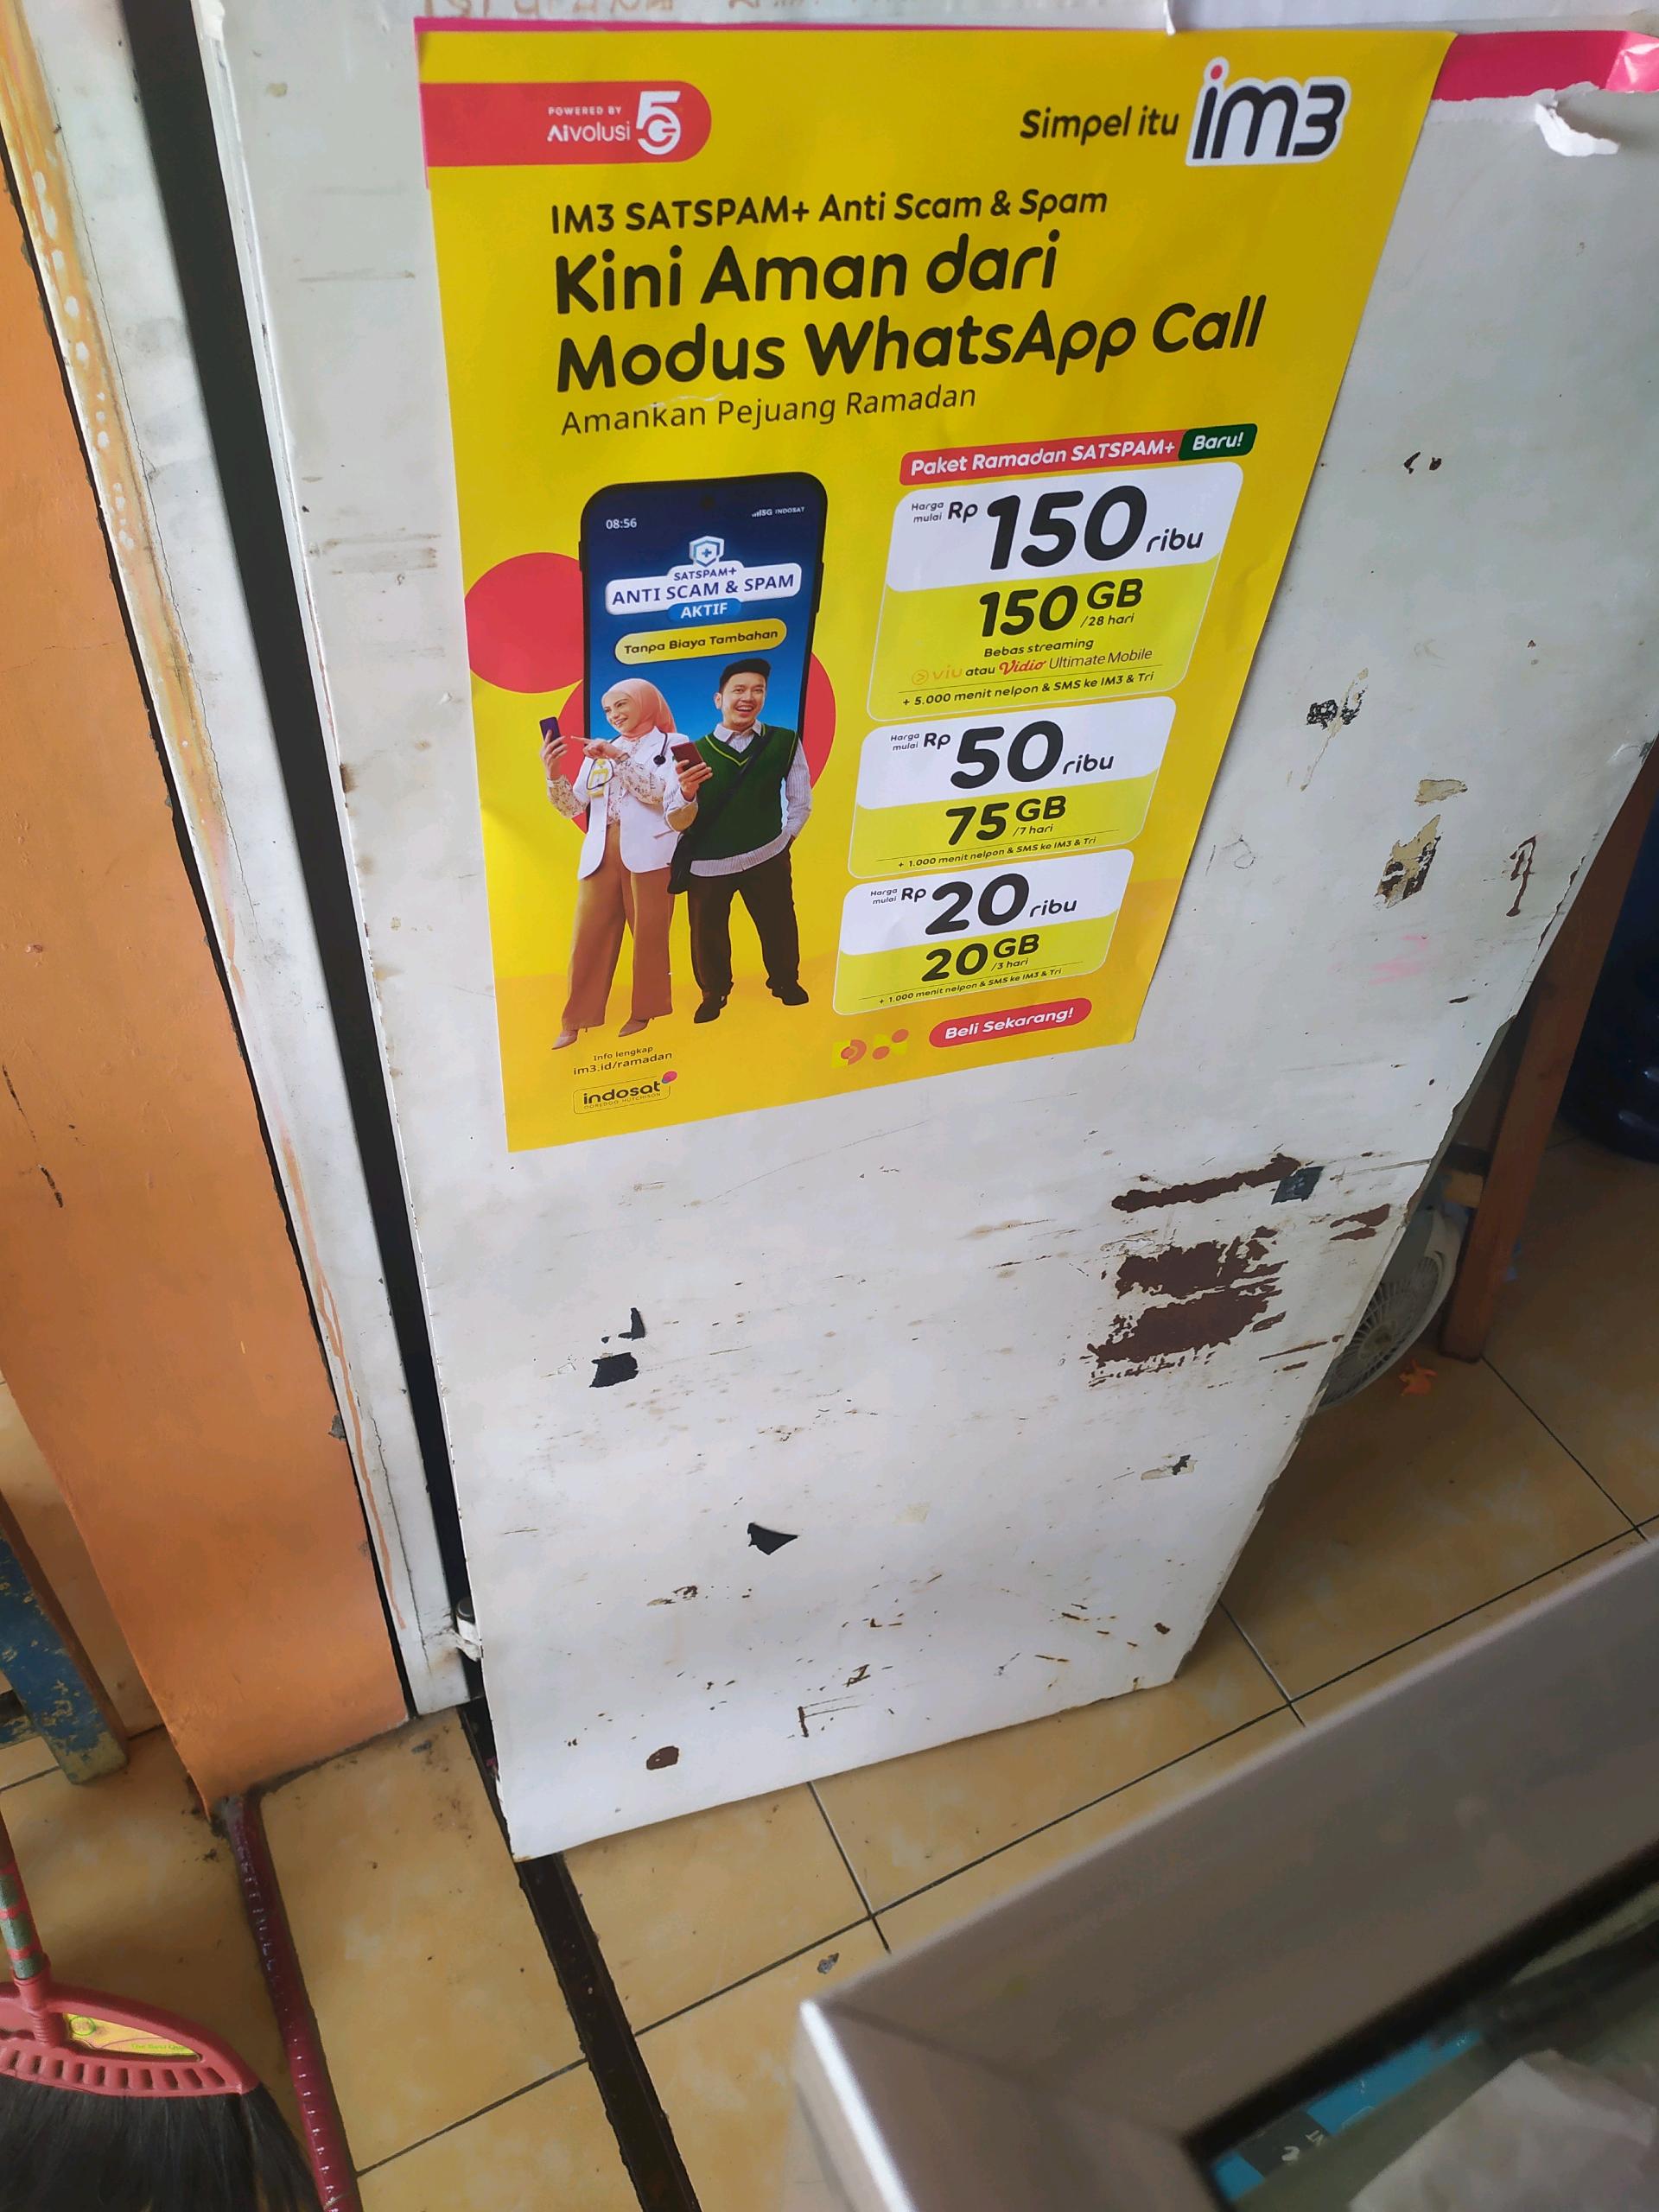 POWERED BY
AIvolusi 5G
Simpel itu im3
IM3 SATSPAM+ Anti Scam & Spam
Kini Aman dari
Modus WhatsApp Call
Amankan Pejuang Ramadan
Paket Ramadan SATSPAM+ Baru!
Harga mulai Rp 150 ribu
150 GB /28 hari
Bebas streaming
viu atau Vidio Ultimate Mobile
+ 5.000 menit nelpon & SMS ke IM3 & Tri
Harga mulai Rp 50 ribu
75 GB /7 hari
+ 1.000 menit nelpon & SMS ke IM3 & Tri
Harga mulai Rp 20 ribu
20 GB /3 hari
+ 1.000 menit nelpon & SMS ke IM3 & Tri
Beli Sekarang!
08:56
5G INDOSAT
SATSPAM+
ANTI SCAM & SPAM
AKTIF
Tanpa Biaya Tambahan
Info lengkap
im3.id/ramadan
indosat
OOREDOO HUTCHISON